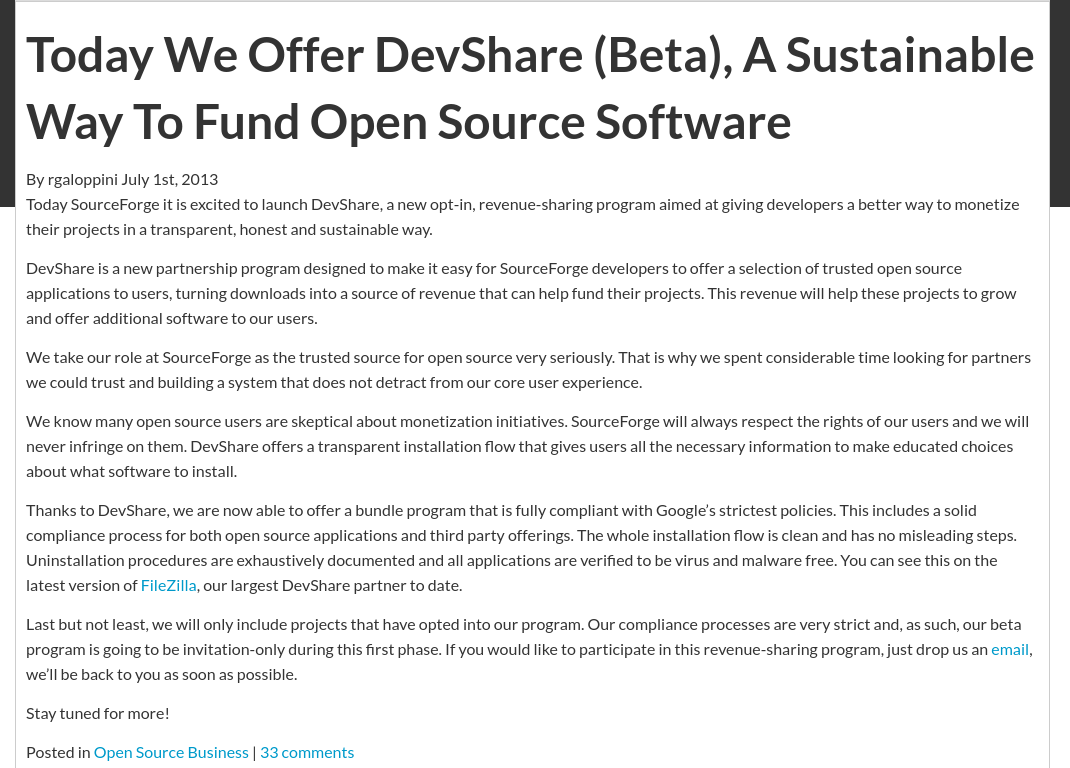 Today We Offer DevShare (Beta), A Sustainable
Way To Fund Open Source Software
By rgaloppini July 1st, 2013
Today SourceForge it is excited to launch DevShare, a new opt-in, revenue-sharing program aimed at giving developers a better way to monetize
their projects in a transparent, honest and sustainable way.
DevShare is a new partnership program designed to make it easy for SourceForge developers to offer a selection of trusted open source
applications to users, turning downloads into a source of revenue that can help fund their projects. This revenue will help these projects to grow
and offer additional software to our users.
We take our role at SourceForge as the trusted source for open source very seriously. That is why we spent considerable time looking for partners
we could trust and building a system that does not detract from our core user experience.
We know many open source users are skeptical about monetization initiatives. SourceForge will always respect the rights of our users and we will
never infringe on them. DevShare offers a transparent installation flow that gives users all the necessary information to make educated choices
about what software to install.
Thanks to DevShare, we are now able to offer a bundle program that is fully compliant with Google’s strictest policies. This includes a solid
compliance process for both open source applications and third party offerings. The whole installation flow is clean and has no misleading steps.
Uninstallation procedures are exhaustively documented and all applications are verified to be virus and malware free. You can see this on the
latest version of FileZilla, our largest DevShare partner to date.
Last but not least, we will only include projects that have opted into our program. Our compliance processes are very strict and, as such, our beta
program is going to be invitation-only during this first phase. If you would like to participate in this revenue-sharing program, just drop us an email,
we’ll be back to you as soon as possible.
Stay tuned for more!
Posted in Open Source Business | 33 comments